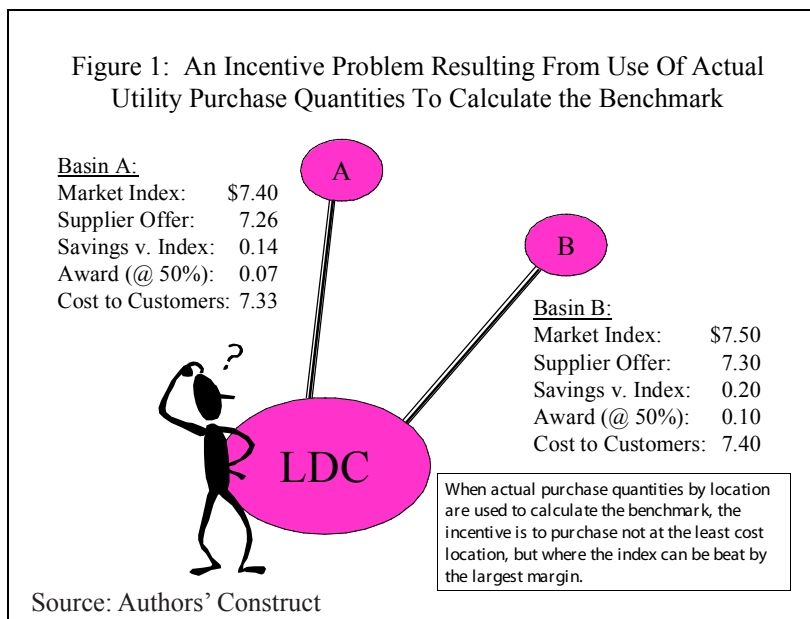 Figure 1: An Incentive Problem Resulting From Use Of Actual
Utility Purchase Quantities To Calculate the Benchmark
Basin A:
Market Index: $7.40
Supplier Offer: 7.26
Savings v. Index: 0.14
Award (@ 50%): 0.07
Cost to Customers: 7.33
A
B
Basin B:
Market Index: $7.50
Supplier Offer: 7.30
Savings v. Index: 0.20
Award (@ 50%): 0.10
Cost to Customers: 7.40
?
LDC
When actual purchase quantities by location
are used to calculate the benchmark, the
incentive is to purchase not at the least cost
location, but where the index can be beat by
the largest margin.
Source: Authors' Construct